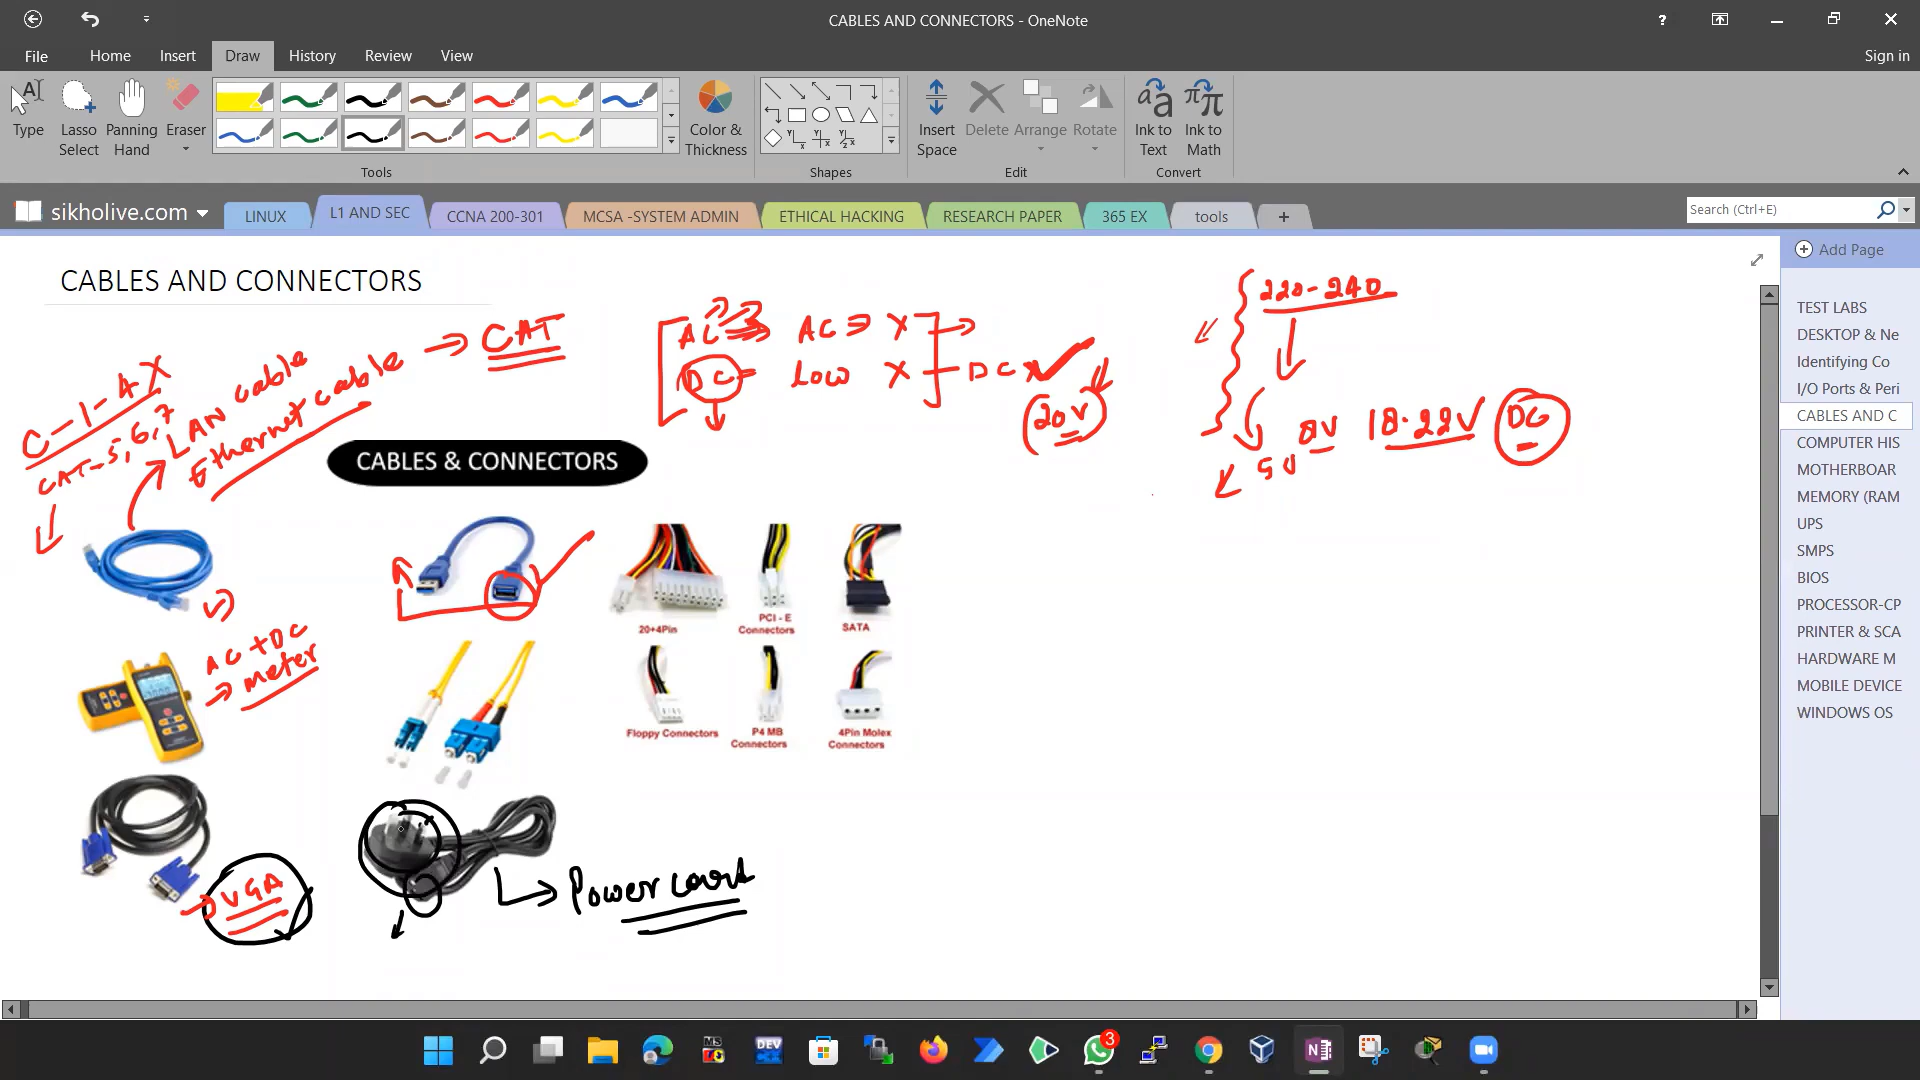 CABLES AND CONNECTORS - OneNote
File Home Insert Draw History Review View
Sign in
Type
Lasso Select
Panning Hand
Eraser
Color & Thickness
Insert Space
Delete
Arrange
Rotate
Ink to Text
Ink to Math
Tools
Shapes
Edit
Convert
sikholive.com
LINUX
L1 AND SEC
CCNA 200-301
MCSA -SYSTEM ADMIN
ETHICAL HACKING
RESEARCH PAPER
365 EX
tools
Search (Ctrl+E)
CABLES AND CONNECTORS
CAT
C-1-AX
CAT-5,6,7
LAN cable
Ethernet cable
AC
AC
X
DC
Low
X
DC
20V
220-240
5V
8V
18-22V
DC
CABLES & CONNECTORS
AC + DC
meter
VGA
20+4Pin
PCI - E
Connectors
SATA
Floppy Connectors
P4 MB
Connectors
4Pin Molex
Connectors
Power
Add Page
TEST LABS
DESKTOP & Ne
Identifying Co
I/O Ports & Peri
CABLES AND C
COMPUTER HIS
MOTHERBOAR
MEMORY (RAM
UPS
SMPS
BIOS
PROCESSOR-CP
PRINTER & SCA
HARDWARE M
MOBILE DEVICE
WINDOWS OS
DEV
3